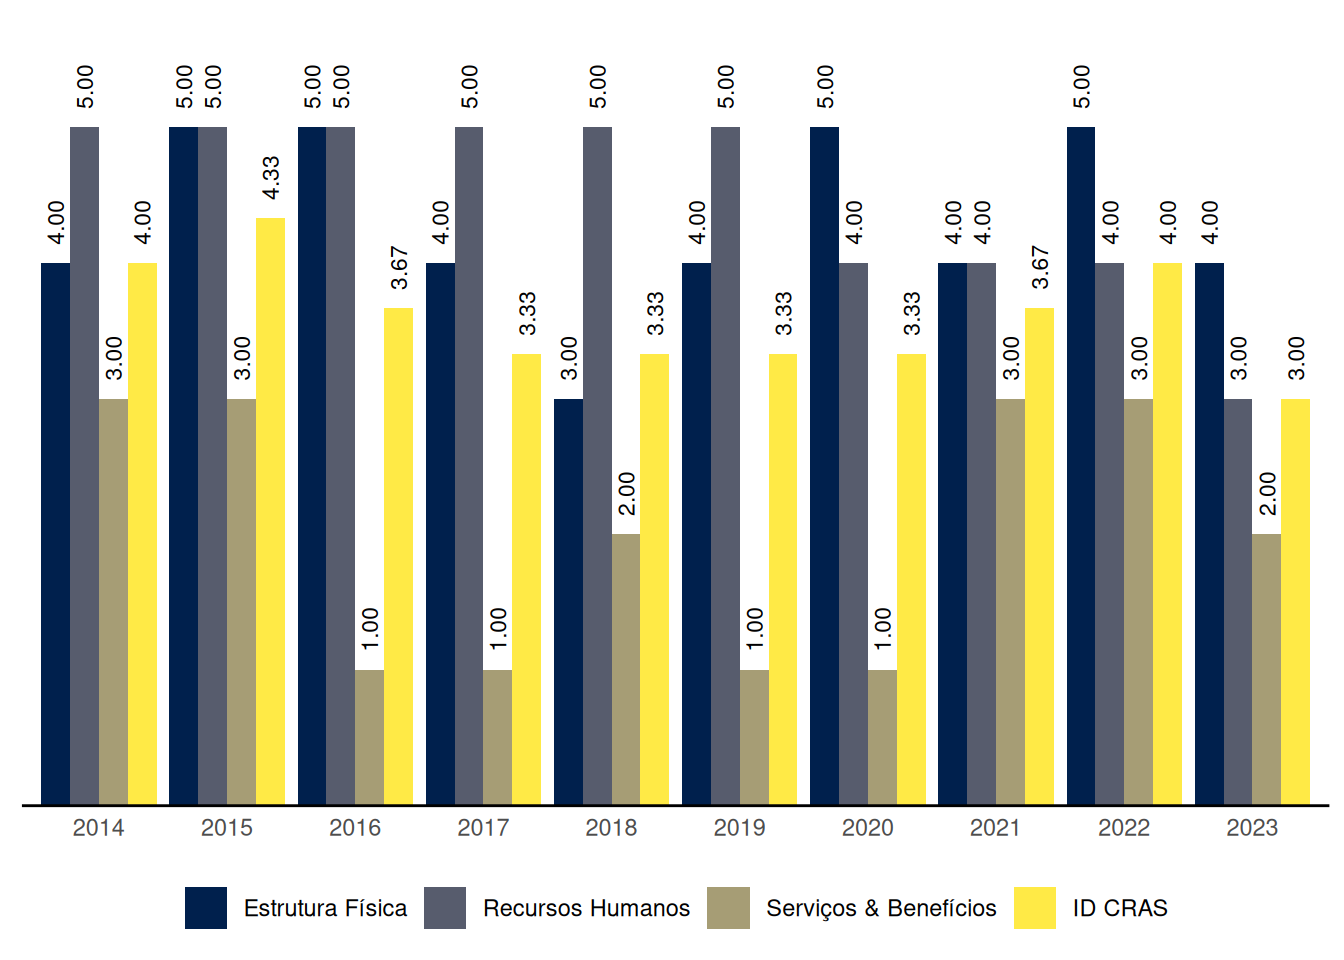 4.00 5.00 3.00 4.00
5.00 5.00 3.00 4.33
5.00 5.00 1.00 3.67
4.00 5.00 1.00 3.33
3.00 5.00 2.00 3.33
4.00 5.00 1.00 3.33
5.00 4.00 1.00 3.33
4.00 4.00 3.00 3.67
5.00 4.00 3.00 4.00
4.00 3.00 2.00 3.00
2014 2015 2016 2017 2018 2019 2020 2021 2022 2023
Estrutura Física Recursos Humanos Serviços & Benefícios ID CRAS